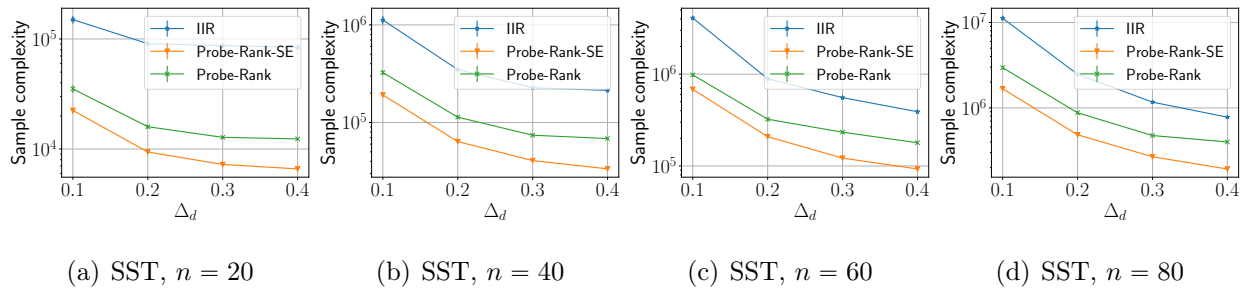 Sample complexity
10^5
10^4
IIR
Probe-Rank-SE
Probe-Rank
0.1 0.2 0.3 0.4
Δ_d
(a) SST, n = 20
Sample complexity
10^6
10^5
IIR
Probe-Rank-SE
Probe-Rank
0.1 0.2 0.3 0.4
Δ_d
(b) SST, n = 40
Sample complexity
10^6
10^5
IIR
Probe-Rank-SE
Probe-Rank
0.1 0.2 0.3 0.4
Δ_d
(c) SST, n = 60
Sample complexity
10^7
10^6
IIR
Probe-Rank-SE
Probe-Rank
0.1 0.2 0.3 0.4
Δ_d
(d) SST, n = 80